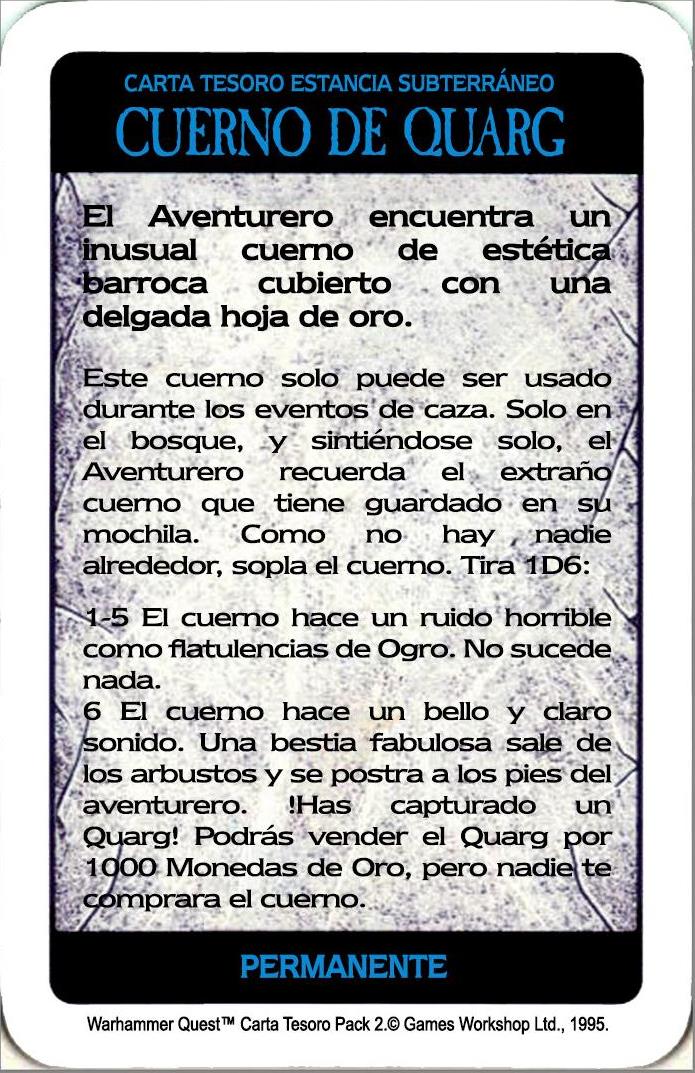 CARTA TESORO ESTANCIA SUBTERRÁNEO
CUERNO DE QUARG
El Aventurero encuentra un
inusual cuerno de estética
barroca cubierto con una
delgada hoja de oro.
Este cuerno solo puede ser usado
durante los eventos de caza. Solo en
el bosque, y sintiéndose solo, el
Aventurero recuerda el extraño
cuerno que tiene guardado en su
mochila. Como no hay nadie
alrededor, sopla el cuerno. Tira 1D6:
1-5 El cuerno hace un ruido horrible
como flatulencias de Ogro. No sucede
nada.
6 El cuerno hace un bello y claro
sonido. Una bestia fabulosa sale de
los arbustos y se postra a los pies del
aventurero. !Has capturado un
Quarg! Podrás vender el Quarg por
1000 Monedas de Oro, pero nadie te
comprara el cuerno.
PERMANENTE
Warhammer Quest™ Carta Tesoro Pack 2.© Games Workshop Ltd., 1995.